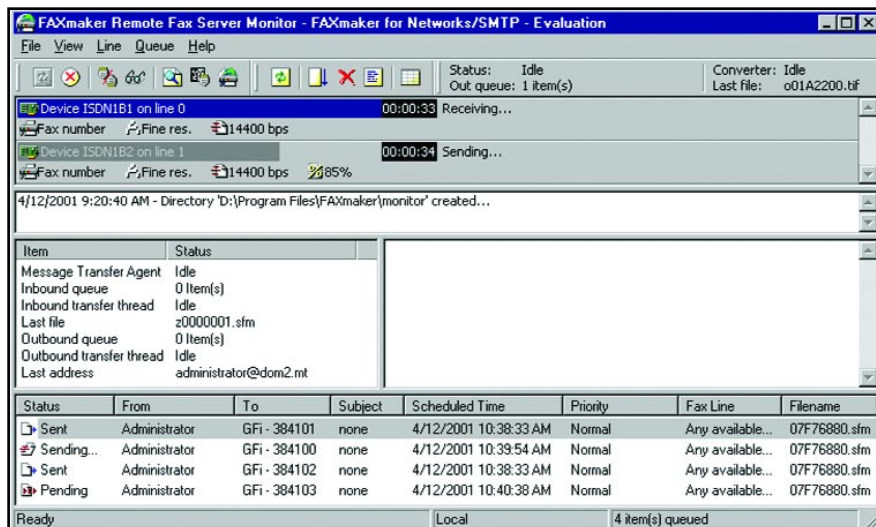 FAXmaker Remote Fax Server Monitor - FAXmaker for Networks/SMTP - Evaluation
File View Line Queue Help
Status: Idle
Out queue: 1 item(s)
Converter: Idle
Last file: o01A2200.tif
Device ISDN1B1 on line 0 00:00:33 Receiving...
Fax number Fine res. 14400 bps
Device ISDN1B2 on line 1 00:00:34 Sending...
Fax number Fine res. 14400 bps 85%
4/12/2001 9:20:40 AM - Directory 'D:\Program Files\FAXmaker\monitor' created...
Item Status
Message Transfer Agent Idle
Inbound queue 0 Item(s)
Inbound transfer thread Idle
Last file z0000001.sfm
Outbound queue 0 Item(s)
Outbound transfer thread Idle
Last address administrator@dom2.mt
Status From To Subject Scheduled Time Priority Fax Line Filename
Sent Administrator GFi - 384101 none 4/12/2001 10:38:33 AM Normal Any available... 07F76880.sfm
Sending... Administrator GFi - 384100 none 4/12/2001 10:39:54 AM Normal Any available... 07F76880.sfm
Sent Administrator GFi - 384102 none 4/12/2001 10:38:33 AM Normal Any available... 07F76880.sfm
Pending Administrator GFi - 384103 none 4/12/2001 10:40:38 AM Normal Any available... 07F76880.sfm
Ready Local 4 item(s) queued